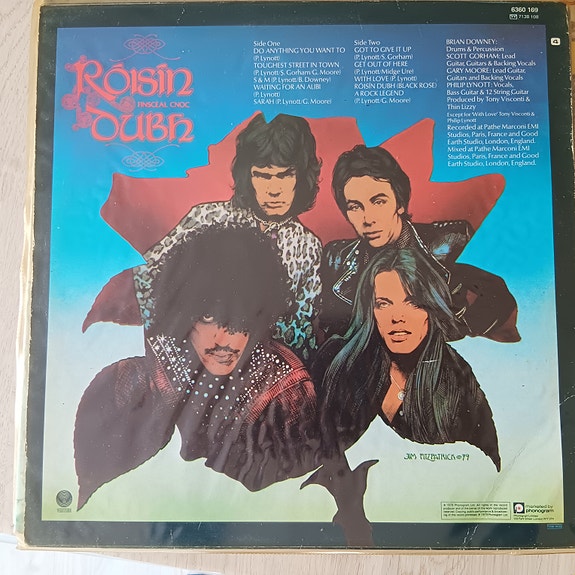 6360 169
7138 108
4
Róisín
FINSCEAL CNOC
Dubh
Side One
DO ANYTHING YOU WANT TO
(P. Lynott)
TOUGHEST STREET IN TOWN
(P. Lynott/S. Gorham/G. Moore)
S & M (P. Lynott/B. Downey)
WAITING FOR AN ALIBI
(P. Lynott)
SARAH (P. Lynott/G. Moore)
Side Two
GOT TO GIVE IT UP
(P. Lynott/S. Gorham)
GET OUT OF HERE
(P. Lynott/Midge Ure)
WITH LOVE (P. Lynott)
RÓISÍN DUBH (BLACK ROSE)
A ROCK LEGEND
(P. Lynott/G. Moore)
BRIAN DOWNEY:
Drums & Percussion
SCOTT GORHAM: Lead
Guitar, Guitars & Backing Vocals
GARY MOORE: Lead Guitar,
Guitars and Backing Vocals
PHILIP LYNOTT: Vocals,
Bass Guitar & 12 String Guitar
Produced by Tony Visconti &
Thin Lizzy
Except for 'With Love' Tony Visconti &
Philip Lynott
Recorded at Pathe Marconi EMI
Studios, Paris, France and Good
Earth Studio, London, England.
Mixed at Pathe Marconi EMI
Studios, Paris, France and Good
Earth Studio, London, England.
JIM FITZPATRICK 79
marketed by
phonogram